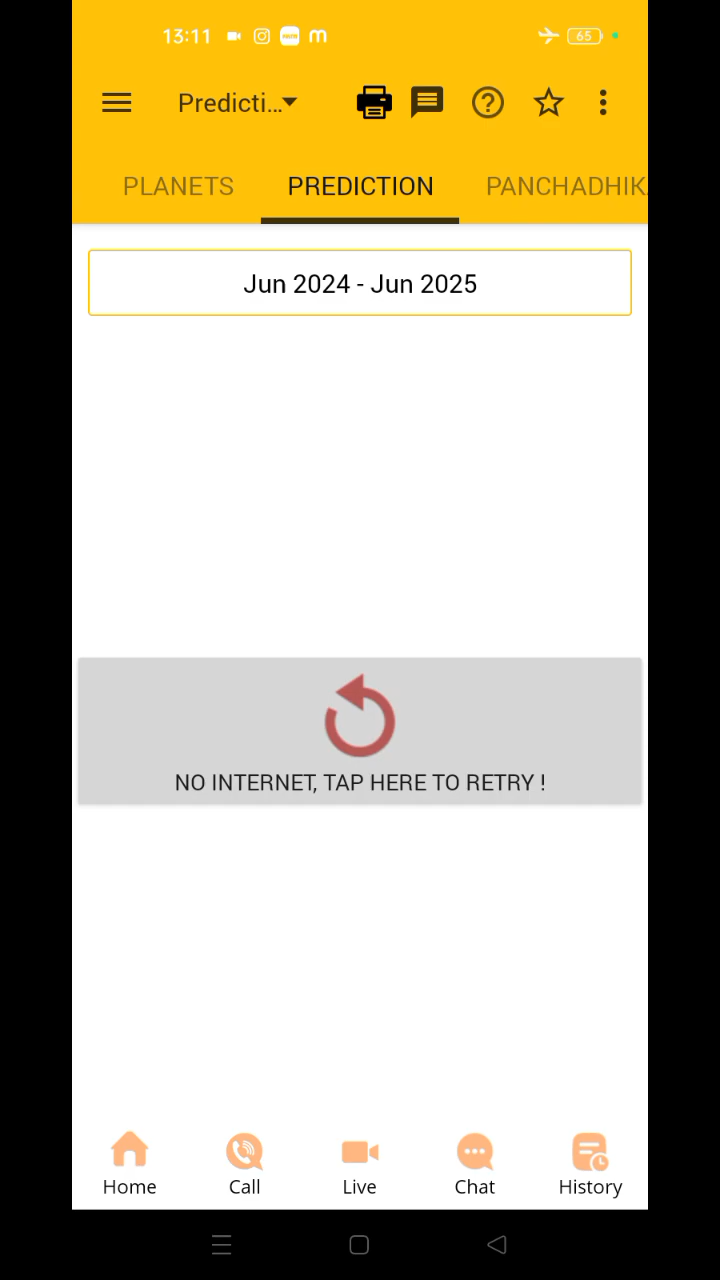 13:11
65
Predicti...
PLANETS
PREDICTION
PANCHADHIK
Jun 2024 - Jun 2025
NO INTERNET, TAP HERE TO RETRY !
Home
Call
Live
Chat
History